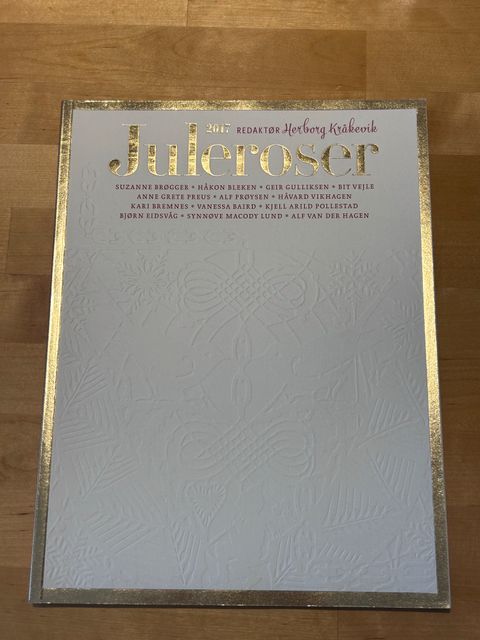 2017 REDAKTØR Herborg Kråkevik
Juleroser
SUZANNE BRØGGER • HÅKON BLEKEN • GEIR GULLIKSEN • BIT VEJLE
ANNE GRETE PREUS • ALF PRØYSEN • HÅVARD VIKHAGEN
KARI BREMNES • VANESSA BAIRD • KJELL ARILD POLLESTAD
BJØRN EIDSVÅG • SYNNØVE MACODY LUND • ALF VAN DER HAGEN